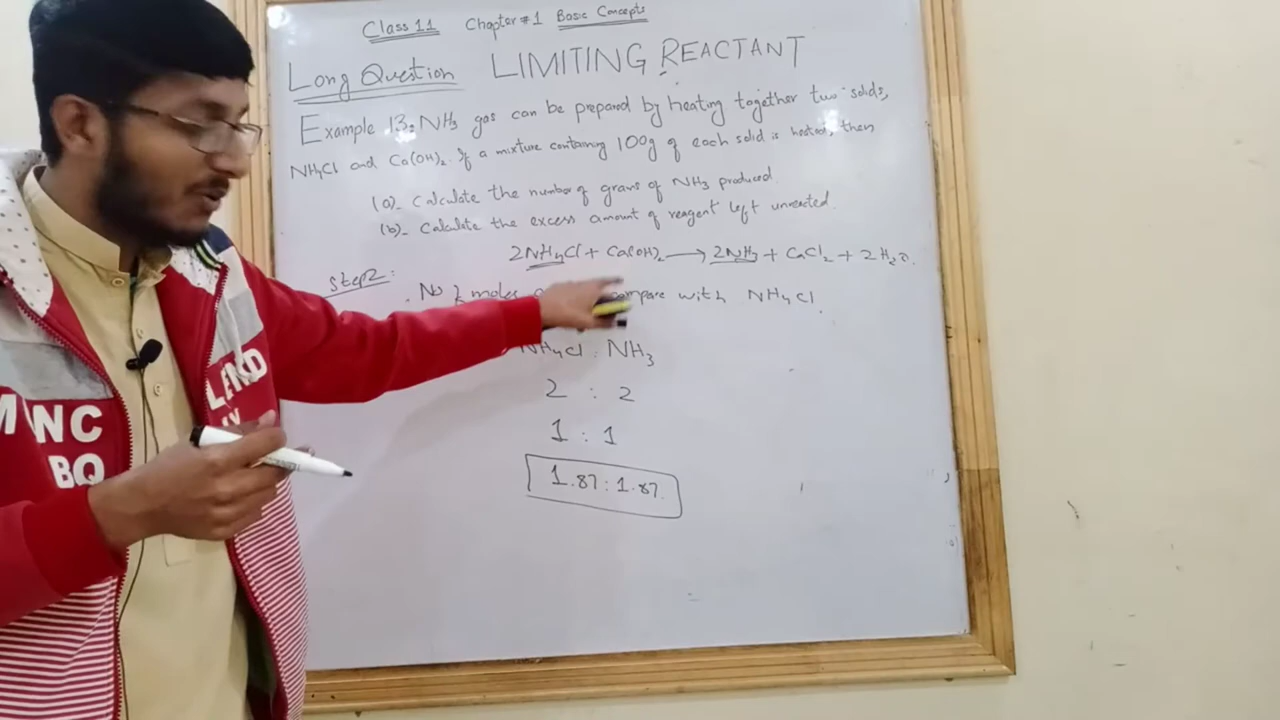 Class 11 Chapter #1 Basic Concepts
Long Question LIMITING REACTANT
Example 13: NH3 gas can be prepared by heating together two solids,
NH4Cl and Ca(OH)2. If a mixture containing 100g of each solid is heated, then
(a)- Calculate the number of grams of NH3 produced.
(b)- Calculate the excess amount of reagent left unreacted.
2NH4Cl + Ca(OH)2 → 2NH3 + CaCl2 + 2H2O.
step2:
No of moles compare with NH4Cl.
NH4Cl : NH3
2 : 2
1 : 1
1.87 : 1.87
NC
BQ